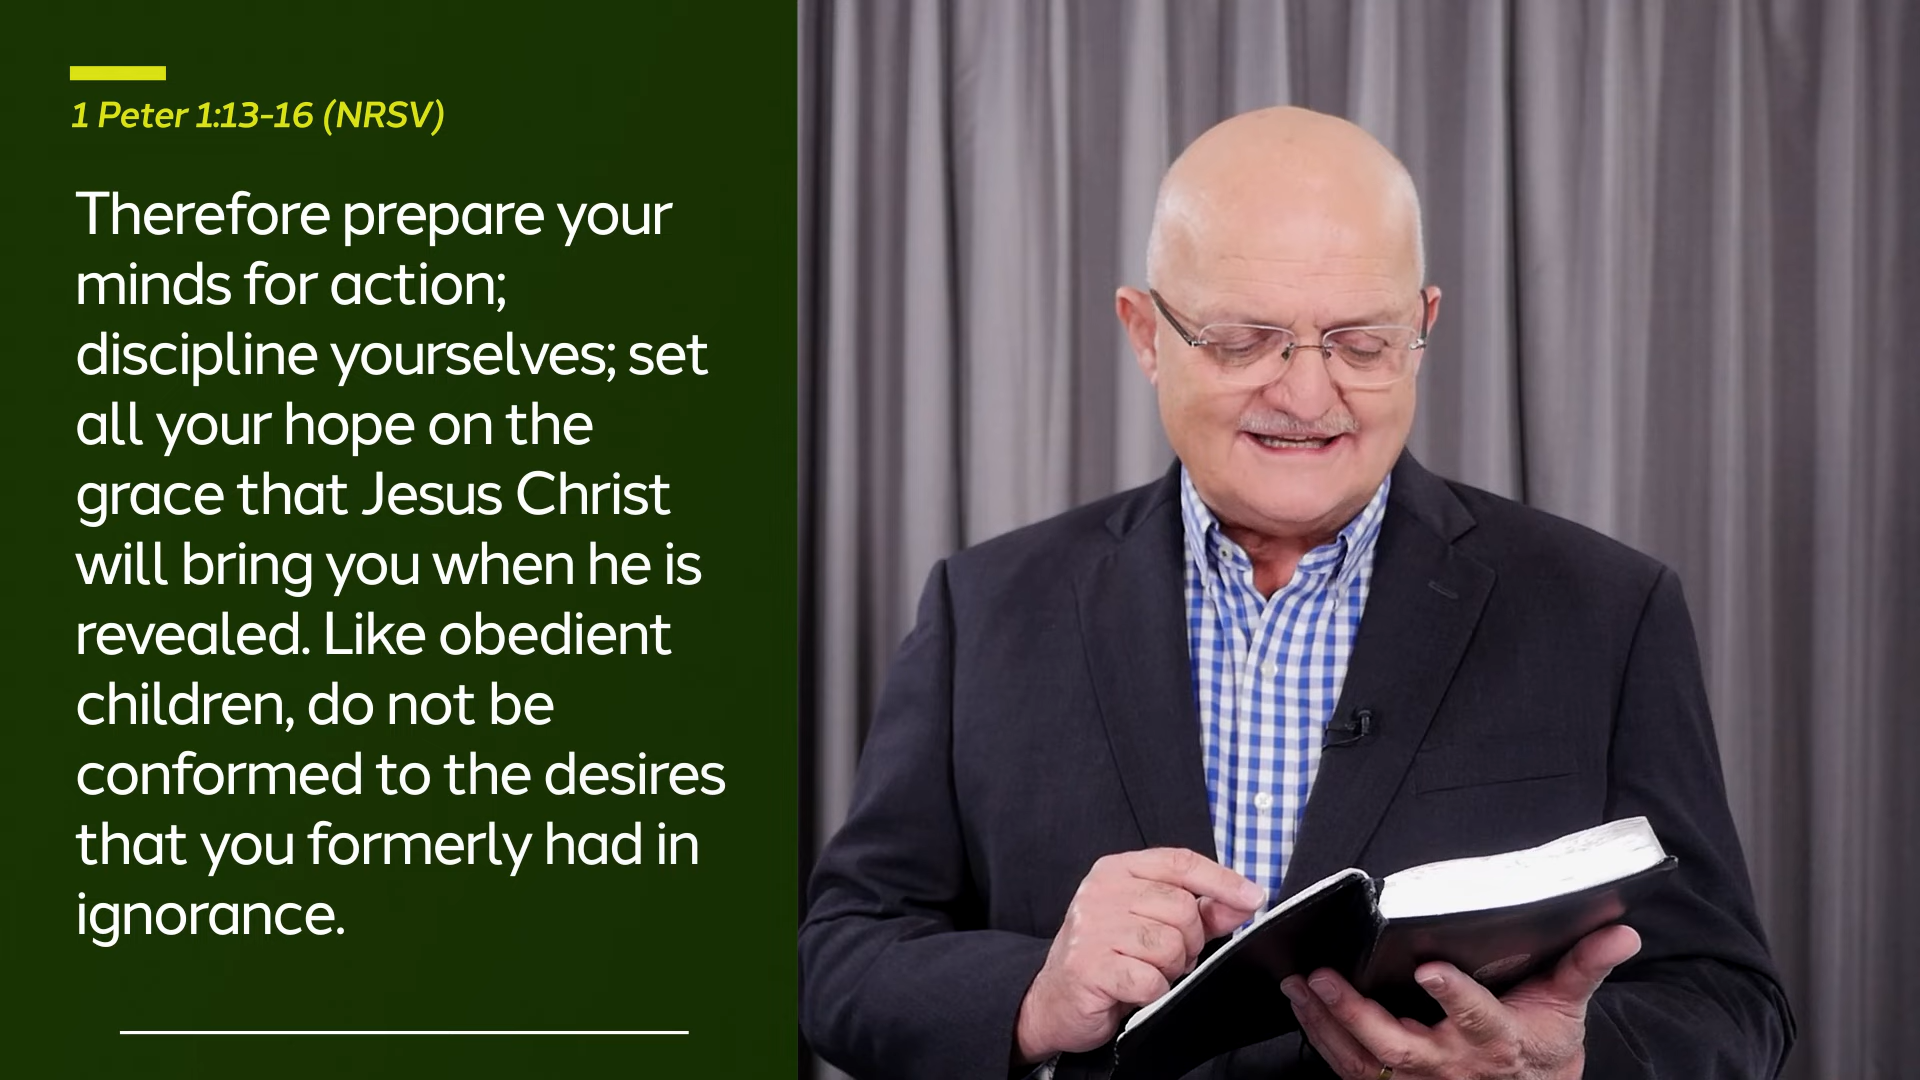 1 Peter 1:13-16 (NRSV)
Therefore prepare your
minds for action;
discipline yourselves; set
all your hope on the
grace that Jesus Christ
will bring you when he is
revealed. Like obedient
children, do not be
conformed to the desires
that you formerly had in
ignorance.